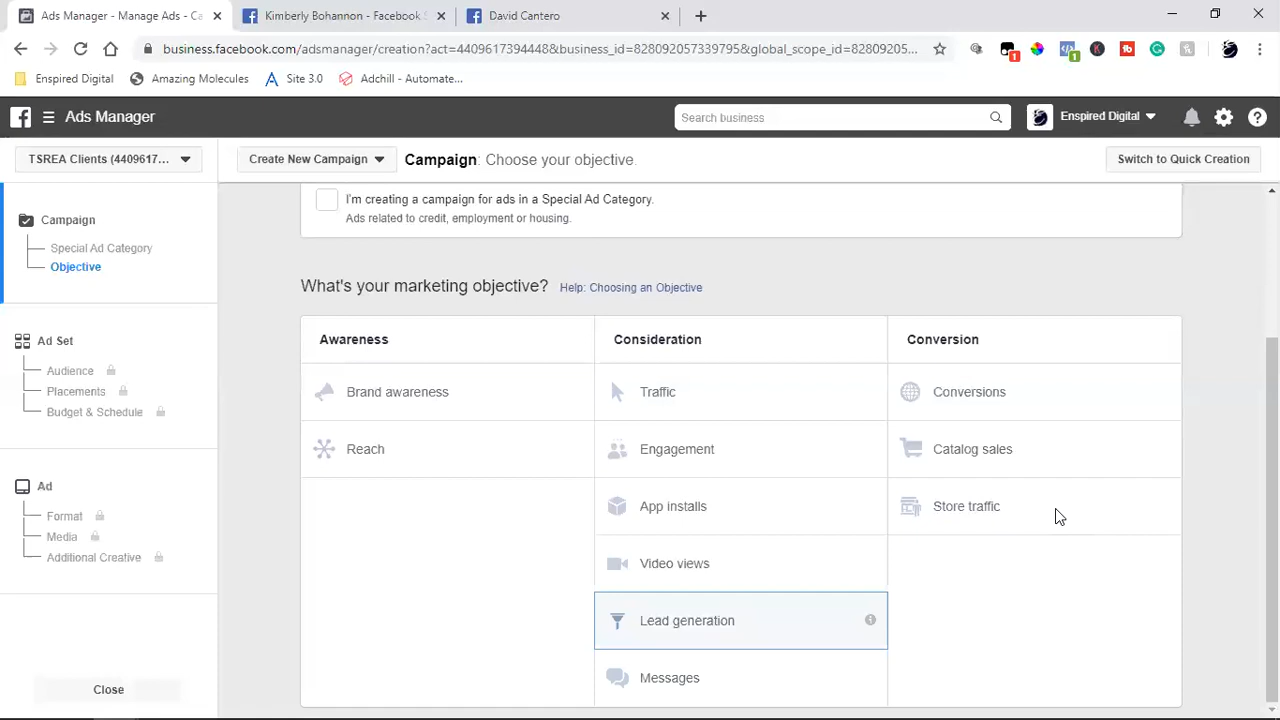 Ads Manager - Manage Ads - Ca
Kimberly Bohannon - Facebook S
David Cantero
business.facebook.com/adsmanager/creation?act=4409617394448&business_id=828092057339795&global_scope_id=82809205...
1
1
Enspired Digital
Amazing Molecules
Site 3.0
Adchill - Automate...
Ads Manager
Search business
Enspired Digital
TSREA Clients (4409617...
Create New Campaign
Campaign: Choose your objective.
Switch to Quick Creation
Campaign
Special Ad Category
Objective
Ad Set
Audience
Placements
Budget & Schedule
Ad
Format
Media
Additional Creative
Close
I'm creating a campaign for ads in a Special Ad Category.
Ads related to credit, employment or housing.
What's your marketing objective? Help: Choosing an Objective
Awareness
Consideration
Conversion
Brand awareness
Traffic
Conversions
Reach
Engagement
Catalog sales
App installs
Store traffic
Video views
Lead generation
Messages